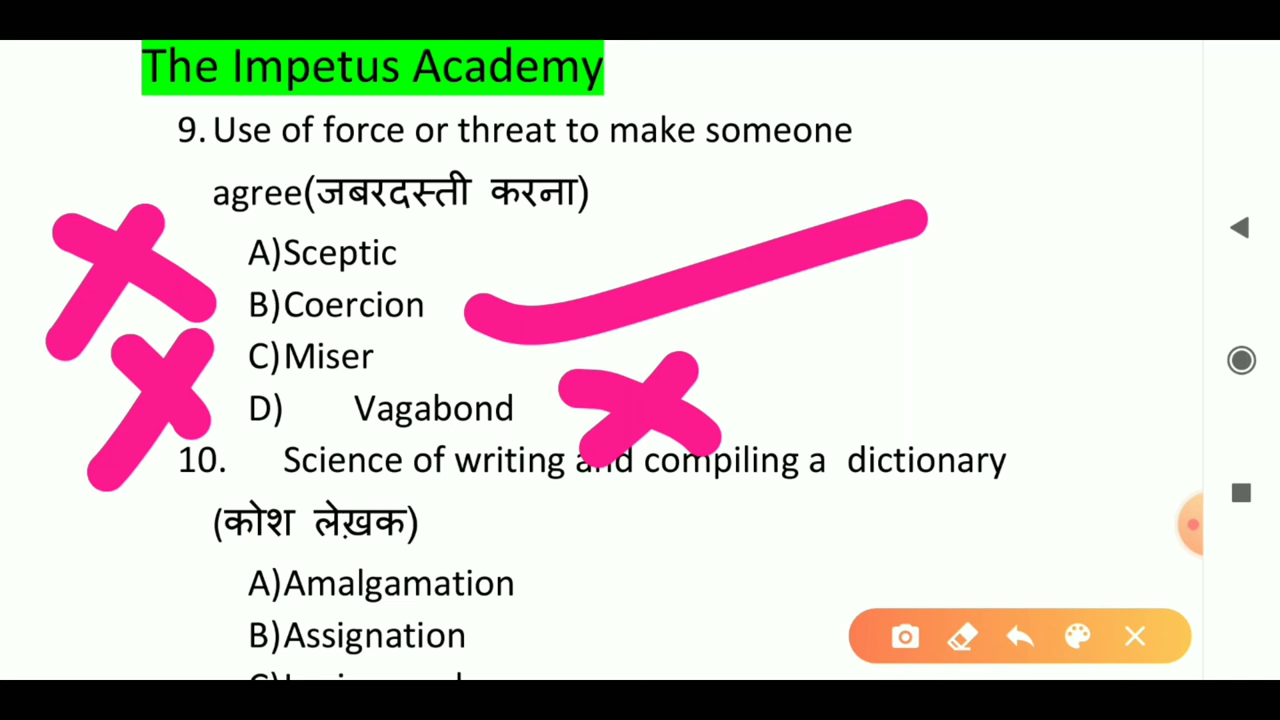 The Impetus Academy
9. Use of force or threat to make someone
agree(जबरदस्ती करना)
A)Sceptic
B)Coercion
C)Miser
D) Vagabond
10. Science of writing and compiling a dictionary
(कोश लेख़क)
A)Amalgamation
B)Assignation